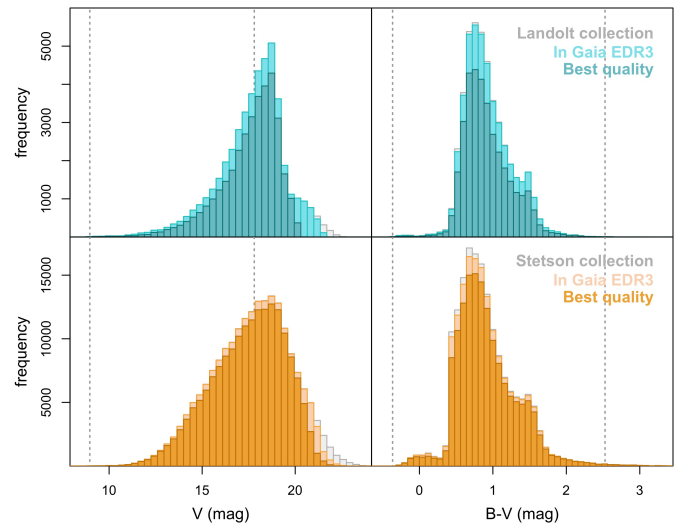 Landolt collection
In Gaia EDR3
Best quality
frequency
1000
3000
5000
Stetson collection
In Gaia EDR3
Best quality
frequency
5000
10000
15000
10 15 20
0 1 2 3
V (mag)
B-V (mag)